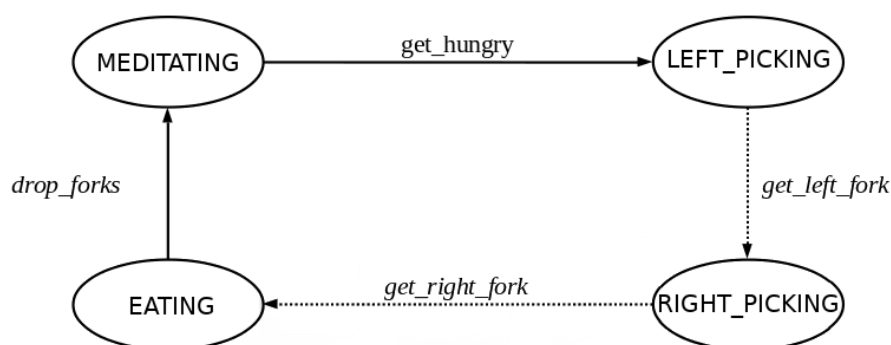 MEDITATING
get_hungry
LEFT_PICKING
drop_forks
get_left_fork
EATING
get_right_fork
RIGHT_PICKING